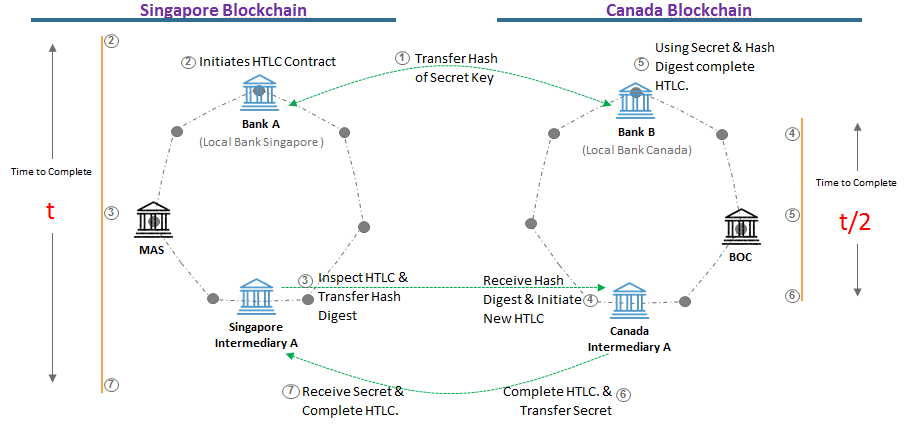 Singapore Blockchain
Canada Blockchain
②
② Initiates HTLC Contract
① Transfer Hash
of Secret Key
⑤ Using Secret & Hash
Digest complete
HTLC.
Bank A
(Local Bank Singapore )
Bank B
(Local Bank Canada)
④
Time to Complete
t
③
MAS
Time to Complete
t/2
⑤
BOC
③ Inspect HTLC &
Transfer Hash
Digest
Receive Hash
Digest & Initiate ④
New HTLC
⑥
Singapore
Intermediary A
Canada
Intermediary A
⑦
⑦ Receive Secret &
Complete HTLC.
Complete HTLC. & ⑥
Transfer Secret